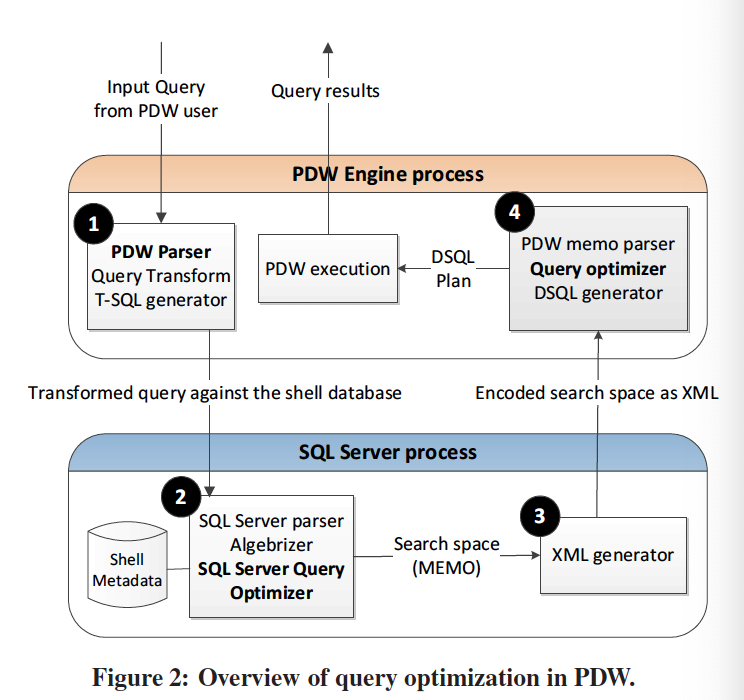 Input Query
from PDW user
Query results
PDW Engine process
1
PDW Parser
Query Transform
T-SQL generator
PDW execution
DSQL
Plan
4
PDW memo parser
Query optimizer
DSQL generator
Transformed query against the shell database
Encoded search space as XML
SQL Server process
2
SQL Server parser
Algebrizer
SQL Server Query
Optimizer
Shell
Metadata
Search space
(MEMO)
3
XML generator
Figure 2: Overview of query optimization in PDW.